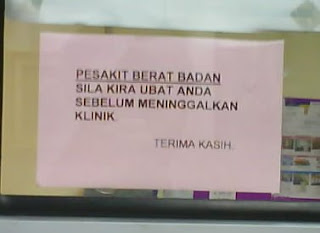 PESAKIT BERAT BADAN
SILA KIRA UBAT ANDA
SEBELUM MENINGGALKAN
KLINIK.
TERIMA KASIH.